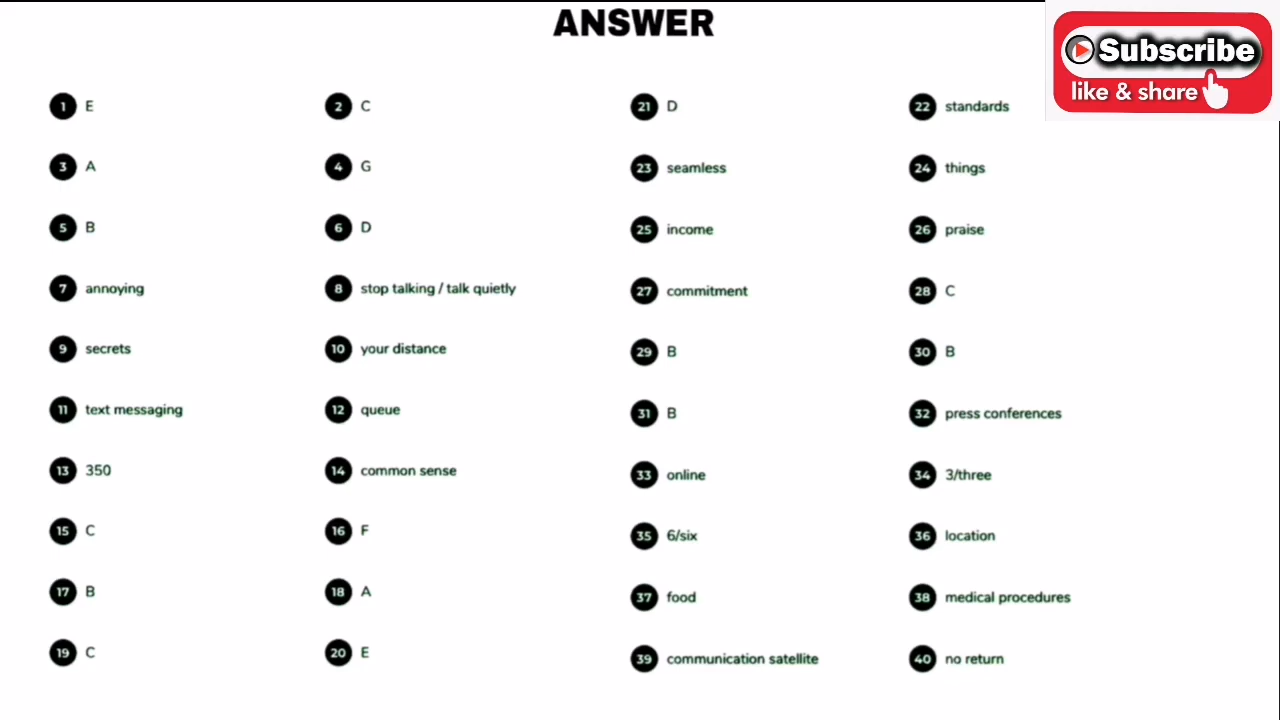 ANSWER
Subscribe
like & share
1 E
2 C
3 A
4 G
5 B
6 D
7 annoying
8 stop talking / talk quietly
9 secrets
10 your distance
11 text messaging
12 queue
13 350
14 common sense
15 C
16 F
17 B
18 A
19 C
20 E
21 D
22 standards
23 seamless
24 things
25 income
26 praise
27 commitment
28 C
29 B
30 B
31 B
32 press conferences
33 online
34 3/three
35 6/six
36 location
37 food
38 medical procedures
39 communication satellite
40 no return